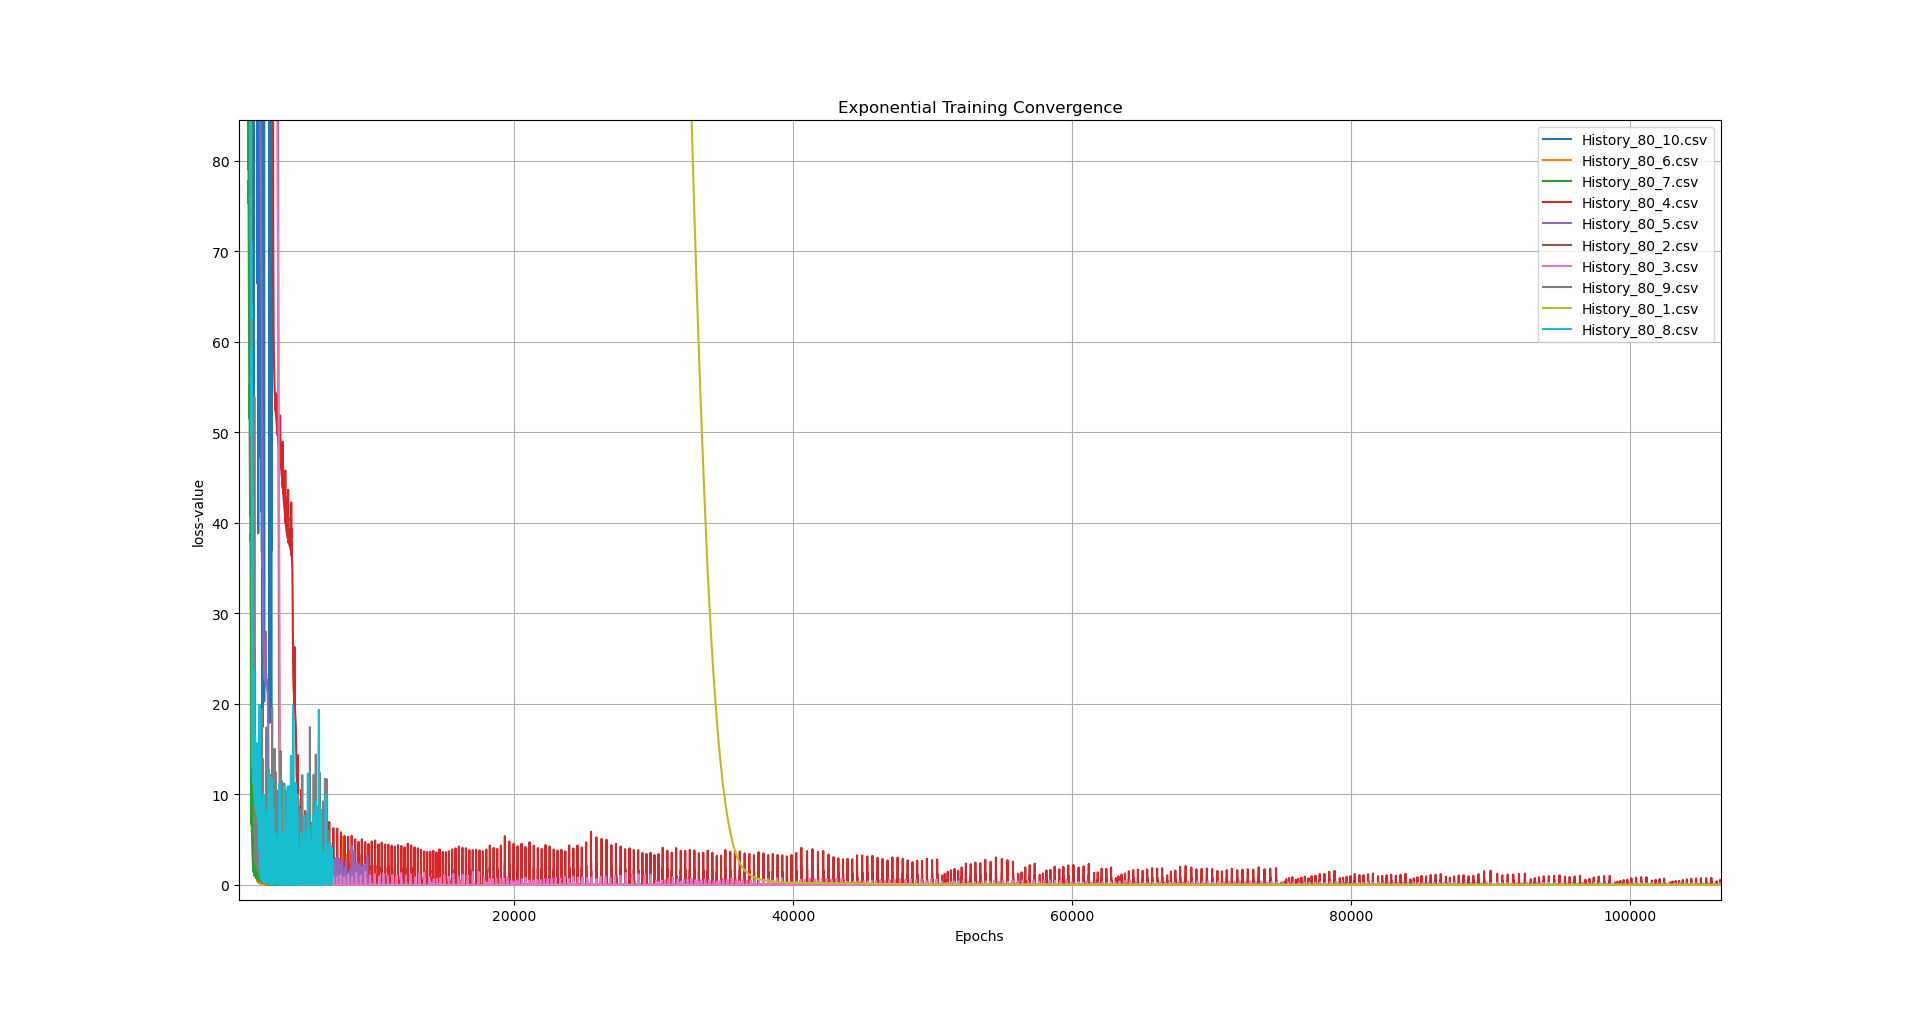 Exponential Training Convergence
History_80_10.csv
History_80_6.csv
History_80_7.csv
History_80_4.csv
History_80_5.csv
History_80_2.csv
History_80_3.csv
History_80_9.csv
History_80_1.csv
History_80_8.csv
80
70
60
50
40
30
20
10
0
loss-value
20000 40000 60000 80000 100000
Epochs